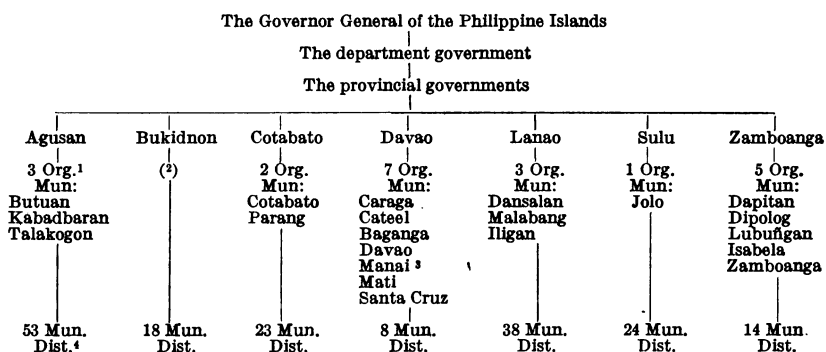 The Governor General of the Philippine Islands
The department government
The provincial governments
Agusan Bukidnon Cotabato Davao Lanao Sulu Zamboanga
3 Org.¹ (²) 2 Org. 7 Org. 3 Org. 1 Org. 5 Org.
Mun: Mun: Mun: Mun: Mun: Mun:
Butuan Cotabato Caraga Dansalan Jolo Dapitan
Kabadbaran Parang Cateel Malabang Dipolog
Talakogon Baganga Iligan Lubuñgan
Davao Isabela
Manai ³ Zamboanga
Mati
Santa Cruz
53 Mun. 18 Mun. 23 Mun. 8 Mun. 38 Mun. 24 Mun. 14 Mun.
Dist.⁴ Dist. Dist. Dist. Dist. Dist. Dist.